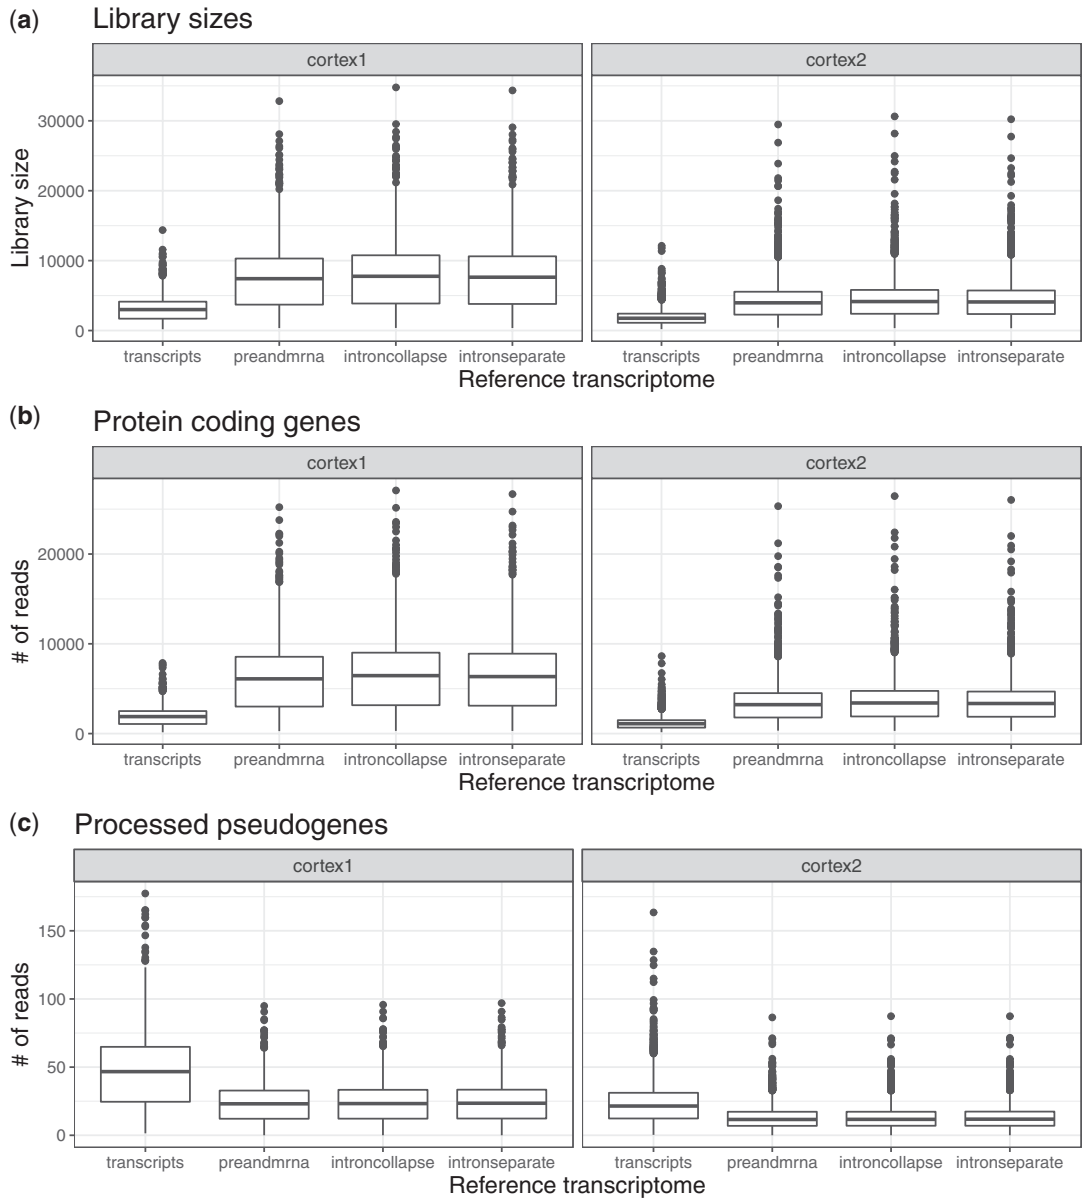 (a) Library sizes
cortex1 cortex2
Library size
30000
20000
10000
0
transcripts preandmrna introncollapse intronseparate transcripts preandmrna introncollapse intronseparate
Reference transcriptome
(b) Protein coding genes
cortex1 cortex2
# of reads
20000
10000
0
transcripts preandmrna introncollapse intronseparate transcripts preandmrna introncollapse intronseparate
Reference transcriptome
(c) Processed pseudogenes
cortex1 cortex2
# of reads
150
100
50
0
transcripts preandmrna introncollapse intronseparate transcripts preandmrna introncollapse intronseparate
Reference transcriptome